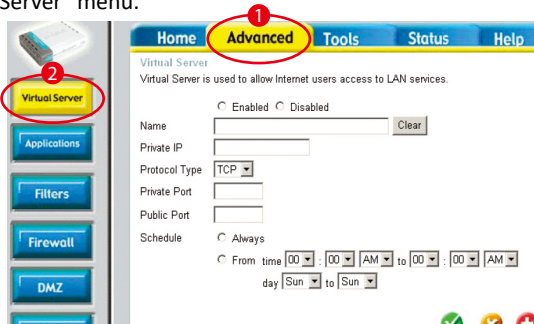 Server" menu.
1
Home Advanced Tools Status Help
Virtual Server
Virtual Server is used to allow Internet users access to LAN services.
2
Virtual Server
Enabled Disabled
Name Clear
Applications
Private IP
Protocol Type TCP
Private Port
Filters
Public Port
Schedule Always
Firewall
From time 00 : 00 AM to 00 : 00 AM
day Sun to Sun
DMZ